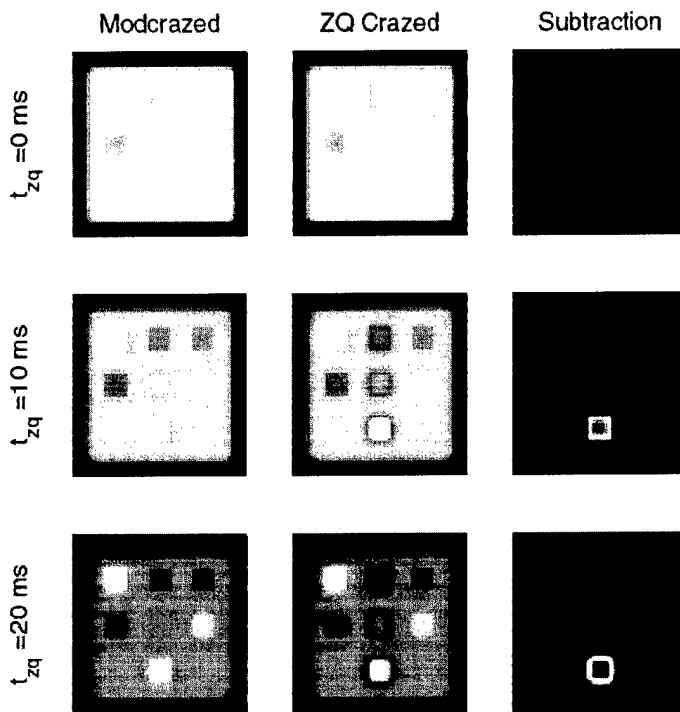 Modcrazed ZQ Crazed Subtraction
t_zq =0 ms
t_zq =10 ms
t_zq =20 ms